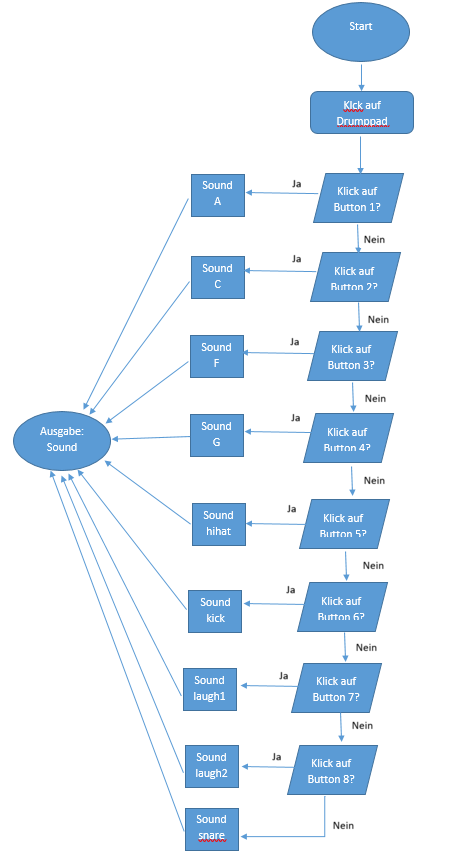 Start
Klck auf
Drumppad
Ja
Sound
A
Klick auf
Button 1?
Nein
Ja
Sound
C
Klick auf
Button 2?
Nein
Ja
Sound
F
Klick auf
Button 3?
Nein
Ja
Sound
G
Klick auf
Button 4?
Ausgabe:
Sound
Nein
Ja
Sound
hihat
Klick auf
Button 5?
Nein
Ja
Sound
kick
Klick auf
Button 6?
Nein
Ja
Sound
laugh1
Klick auf
Button 7?
Nein
Ja
Sound
laugh2
Klick auf
Button 8?
Nein
Sound
snare